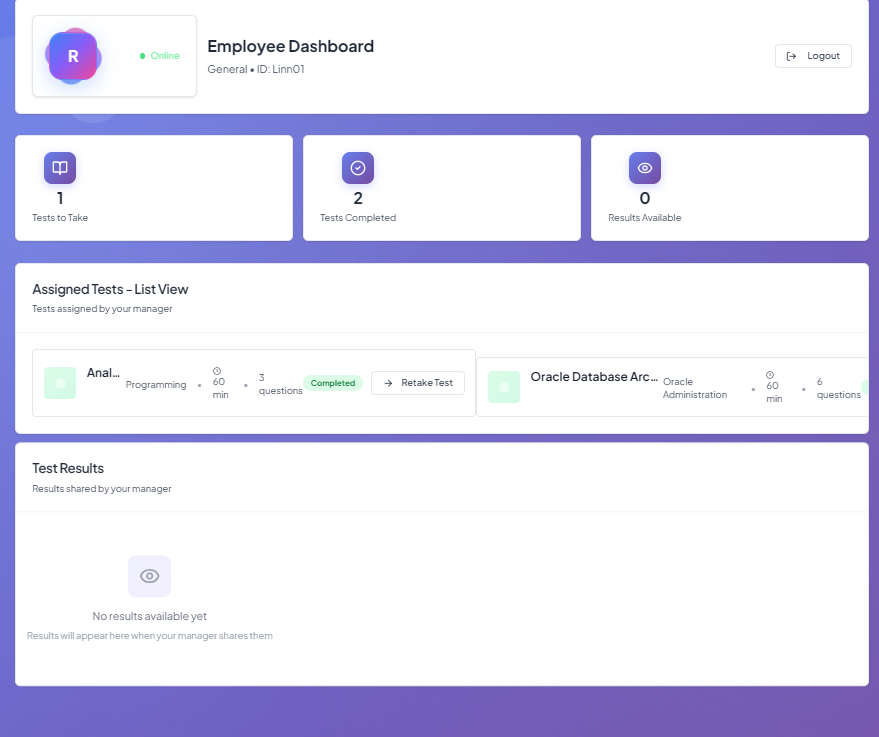 R
Online
Employee Dashboard
General • ID: Linn01
Logout
1
Tests to Take
2
Tests Completed
0
Results Available
Assigned Tests - List View
Tests assigned by your manager
Anal...
Programming
•
60
min
•
3
questions
Completed
Retake Test
Oracle Database Arc...
Oracle
Administration
•
60
min
•
6
questions
Test Results
Results shared by your manager
No results available yet
Results will appear here when your manager shares them